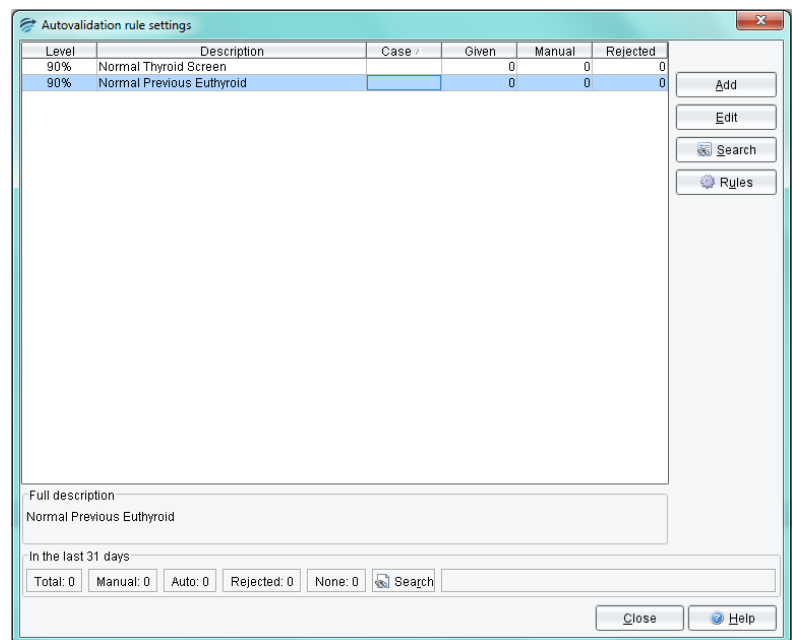 Autovalidation rule settings
Level Description Case Given Manual Rejected
90% Normal Thyroid Screen 0 0 0
90% Normal Previous Euthyroid 0 0 0
Add
Edit
Search
Rules
Full description
Normal Previous Euthyroid
In the last 31 days
Total: 0 Manual: 0 Auto: 0 Rejected: 0 None: 0 Search
Close Help